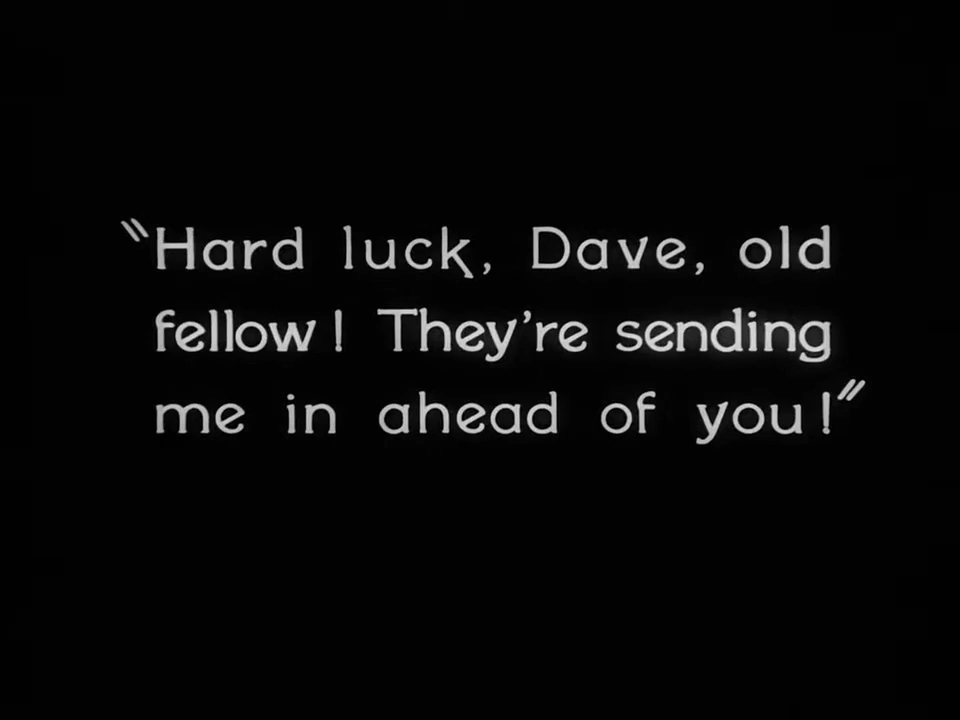 "Hard luck, Dave, old
fellow! They're sending
me in ahead of you!"